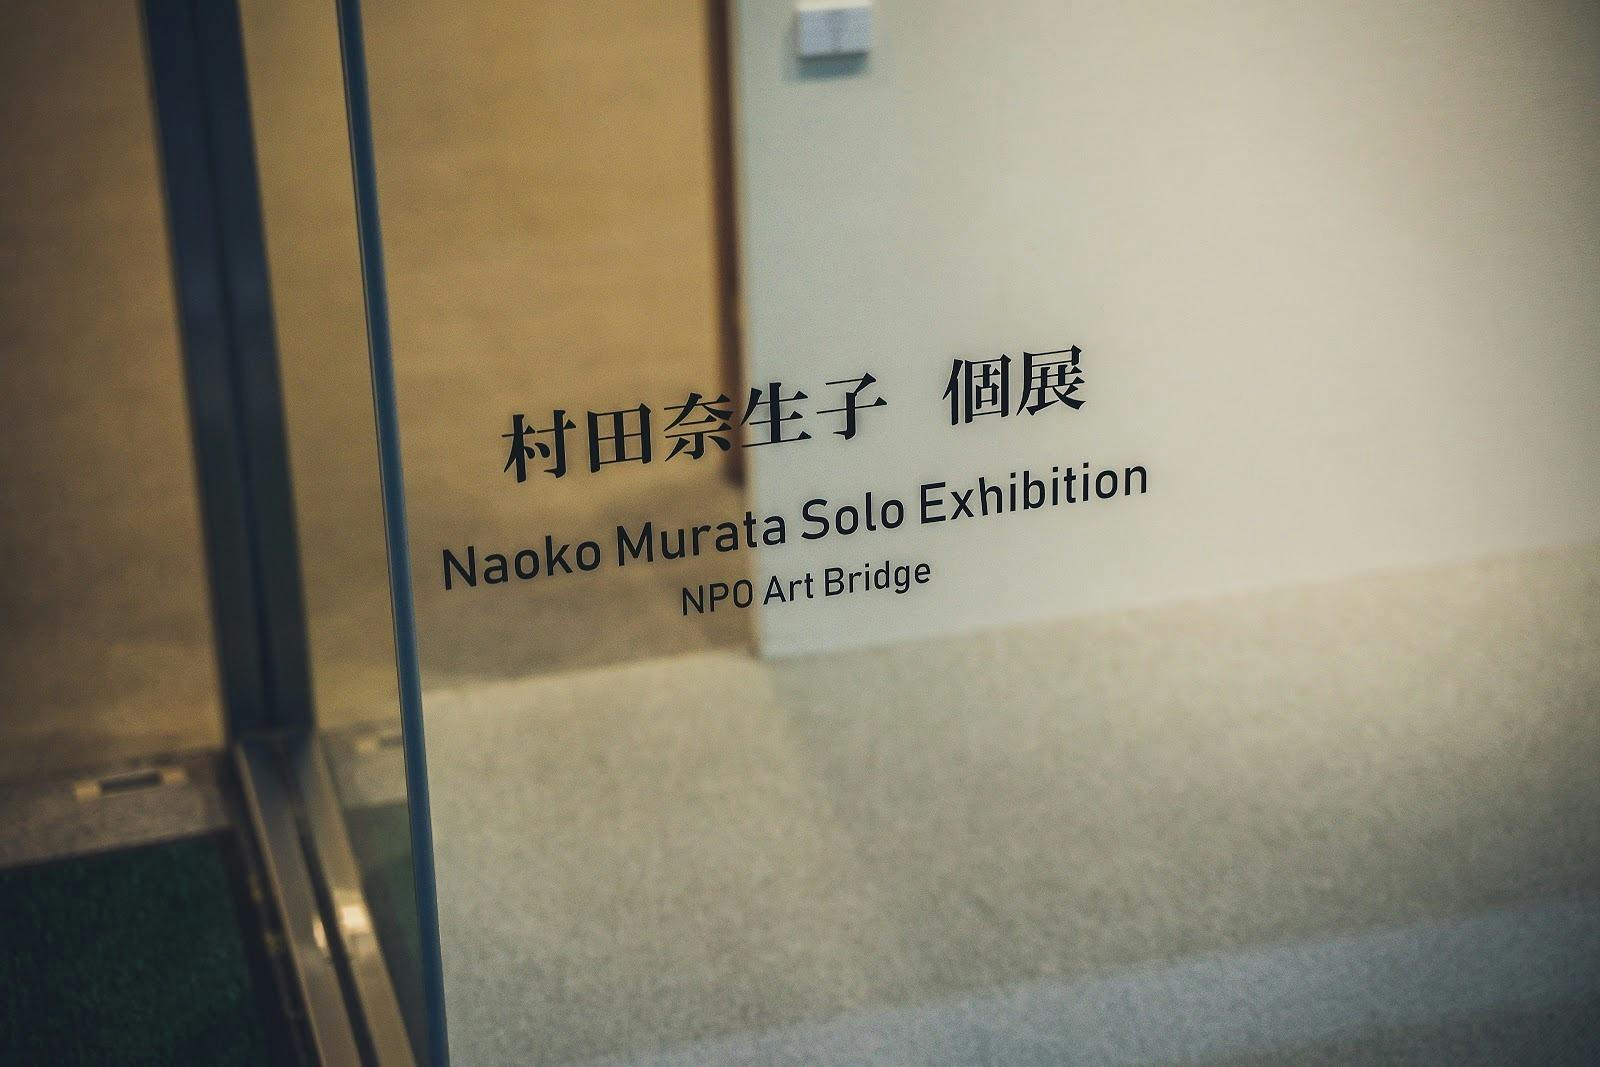 村田奈生子 個展
Naoko Murata Solo Exhibition
NPO Art Bridge